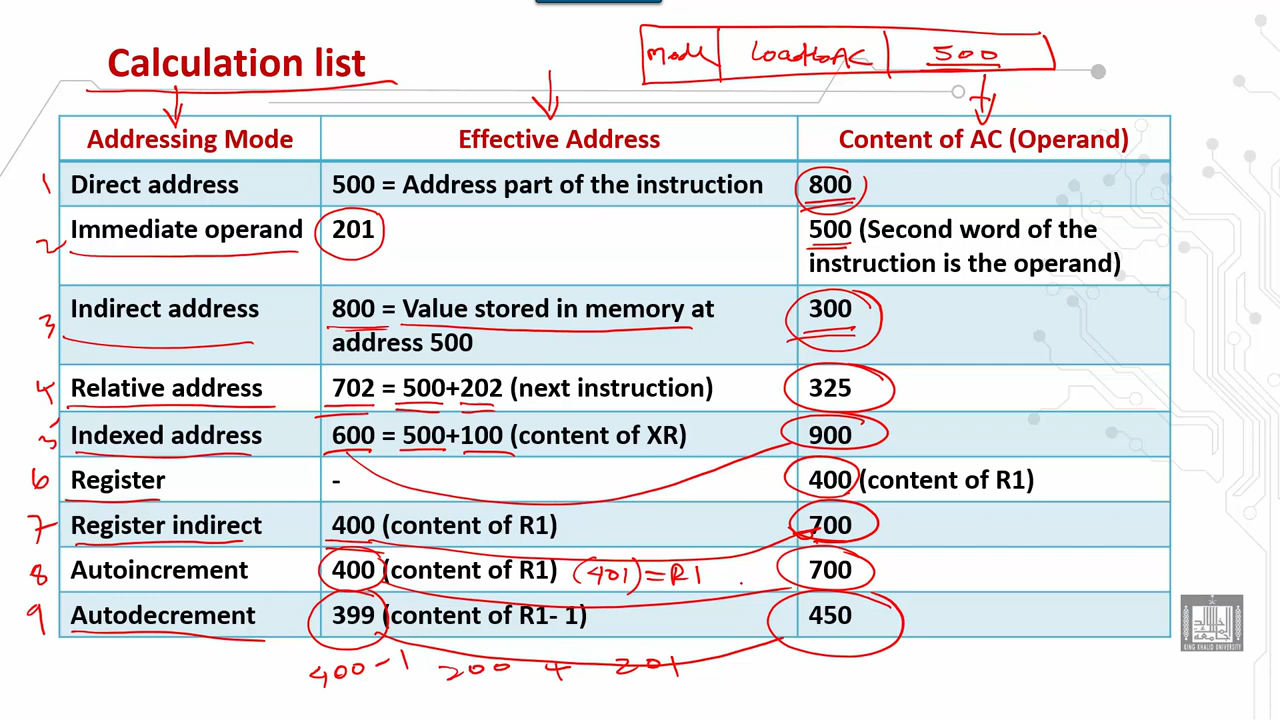 Mode LoadtoAC 500
Calculation list
Addressing Mode Effective Address Content of AC (Operand)
1 Direct address 500 = Address part of the instruction 800
2 Immediate operand 201 500 (Second word of the
instruction is the operand)
3 Indirect address 800 = Value stored in memory at 300
address 500
4 Relative address 702 = 500+202 (next instruction) 325
5 Indexed address 600 = 500+100 (content of XR) 900
6 Register - 400 (content of R1)
7 Register indirect 400 (content of R1) 700
8 Autoincrement 400 (content of R1) (401) = R1 700
9 Autodecrement 399 (content of R1- 1) 450
400-1 200 4 201
KING KHALID UNIVERSITY